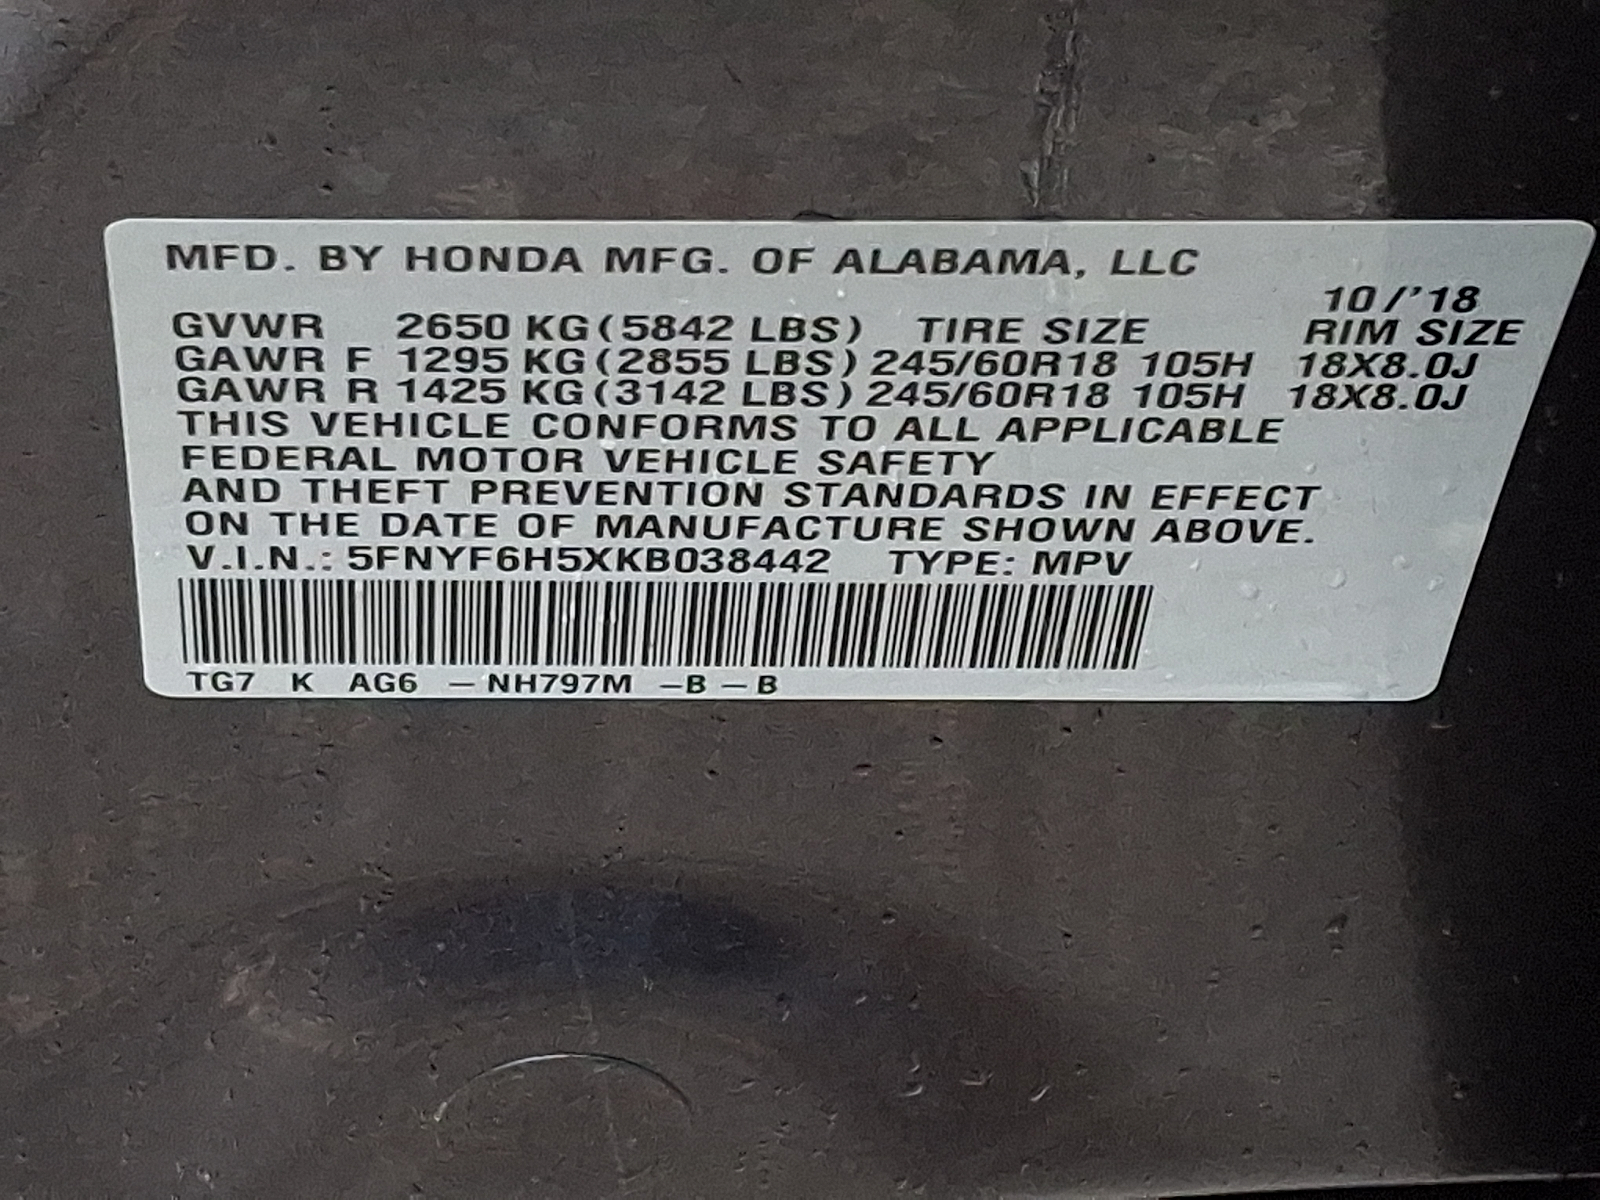 MFD. BY HONDA MFG. OF ALABAMA, LLC
10/'18
GVWR 2650 KG (5842 LBS) TIRE SIZE RIM SIZE
GAWR F 1295 KG (2855 LBS) 245/60R18 105H 18X8.0J
GAWR R 1425 KG (3142 LBS) 245/60R18 105H 18X8.0J
THIS VEHICLE CONFORMS TO ALL APPLICABLE
FEDERAL MOTOR VEHICLE SAFETY
AND THEFT PREVENTION STANDARDS IN EFFECT
ON THE DATE OF MANUFACTURE SHOWN ABOVE.
V.I.N.: 5FNYF6H5XKB038442 TYPE: MPV
TG7 K AG6 – NH797M –B – B